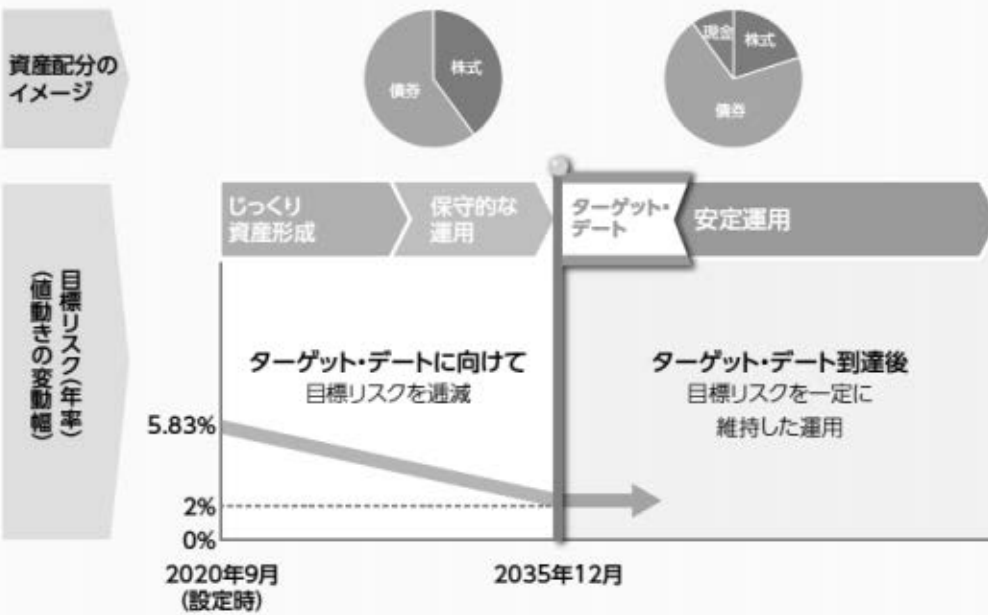 資産配分の
イメージ
株式
債券
現金
株式
債券
じっくり
資産形成
保守的な
運用
ターゲット・
デート
安定運用
目標リスク(年率)
(値動きの変動幅)
ターゲット・デートに向けて
目標リスクを逓減
ターゲット・デート到達後
目標リスクを一定に
維持した運用
5.83%
2%
0%
2020年9月
(設定時)
2035年12月